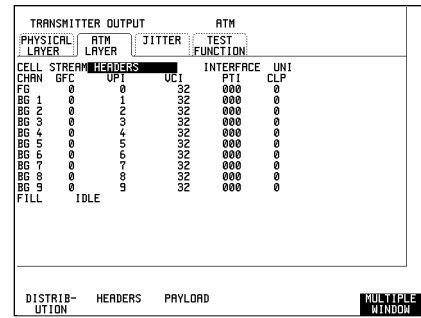 TRANSMITTER OUTPUT ATM
PHYSICAL LAYER ATM LAYER JITTER TEST FUNCTION
CELL STREAM HEADERS INTERFACE UNI
CHAN GFC VPI VCI PTI CLP
FG 0 0 32 000 0
BG 1 0 1 32 000 0
BG 2 0 2 32 000 0
BG 3 0 3 32 000 0
BG 4 0 4 32 000 0
BG 5 0 5 32 000 0
BG 6 0 6 32 000 0
BG 7 0 7 32 000 0
BG 8 0 8 32 000 0
BG 9 0 9 32 000 0
FILL IDLE
DISTRIB- HEADERS PAYLOAD MULTIPLE
UTION WINDOW